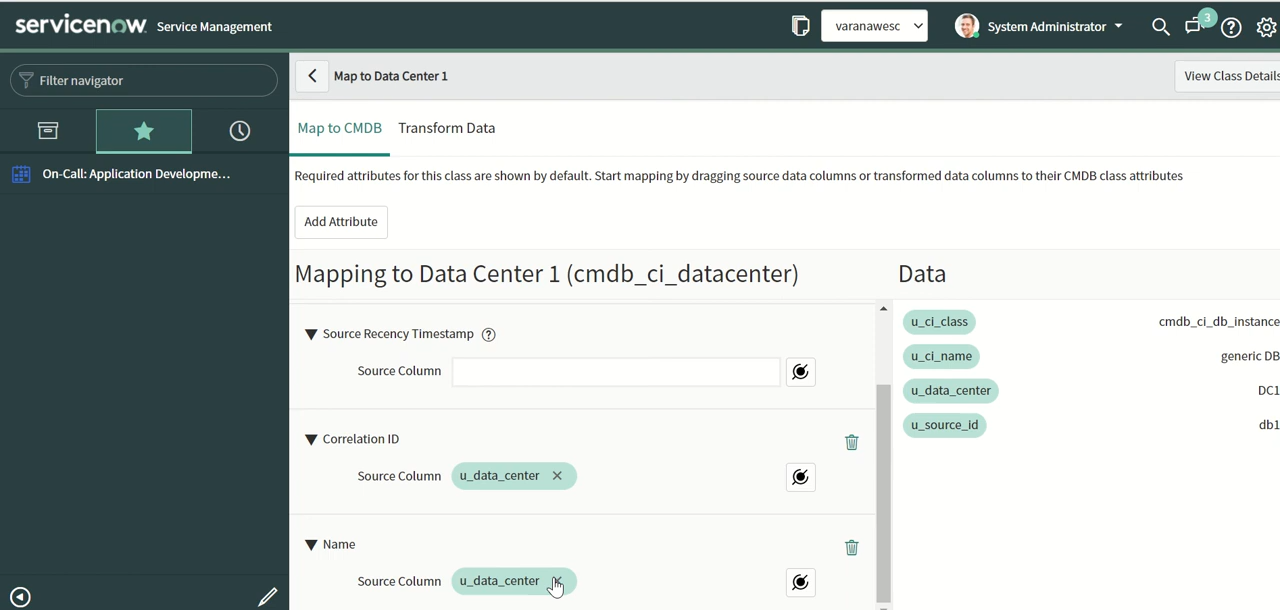 servicenow Service Management
varanawesc
System Administrator
3
Filter navigator
Map to Data Center 1
View Class Details
Map to CMDB Transform Data
On-Call: Application Developme...
Required attributes for this class are shown by default. Start mapping by dragging source data columns or transformed data columns to their CMDB class attributes
Add Attribute
Mapping to Data Center 1 (cmdb_ci_datacenter)
Source Recency Timestamp ?
Source Column
Correlation ID
Source Column u_data_center
Name
Source Column u_data_center
Data
u_ci_class cmdb_ci_db_instance
u_ci_name generic DB
u_data_center DC1
u_source_id db1